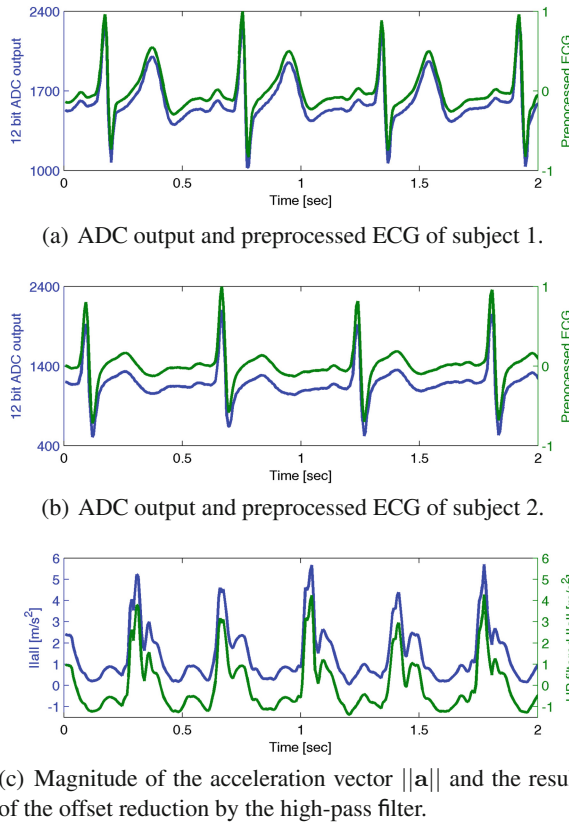 2400
1700
1000
12 bit ADC output
1
0
-1
Preprocessed ECG
0 0.5 1 1.5 2
Time [sec]
(a) ADC output and preprocessed ECG of subject 1.
2400
1400
400
12 bit ADC output
1
0
-1
Preprocessed ECG
0 0.5 1 1.5 2
Time [sec]
(b) ADC output and preprocessed ECG of subject 2.
6
5
4
3
2
1
0
-1
||a|| [m/s²]
6
5
4
3
2
1
0
-1
0 0.5 1 1.5 2
Time [sec]
(c) Magnitude of the acceleration vector ||a|| and the resul
of the offset reduction by the high-pass filter.